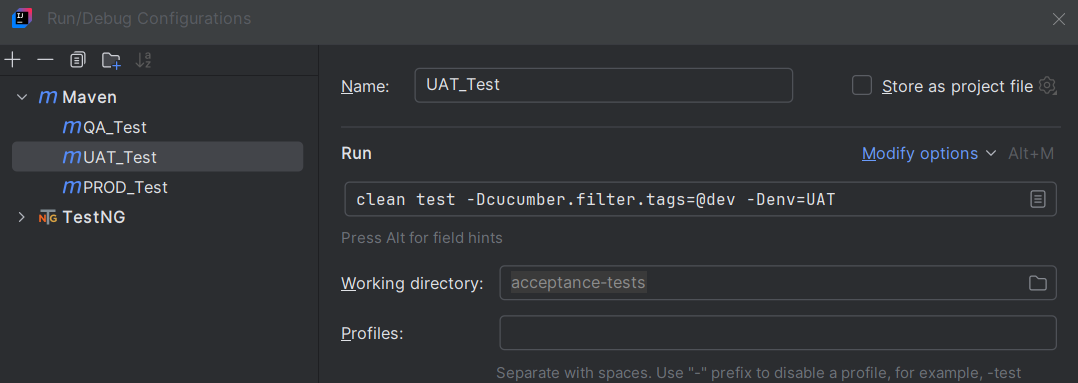 Run/Debug Configurations
Name: UAT_Test
Store as project file
m Maven
m QA_Test
m UAT_Test
m PROD_Test
NTG TestNG
Run
Modify options Alt+M
clean test -Dcucumber.filter.tags=@dev -Denv=UAT
Press Alt for field hints
Working directory: acceptance-tests
Profiles:
Separate with spaces. Use "-" prefix to disable a profile, for example, -test